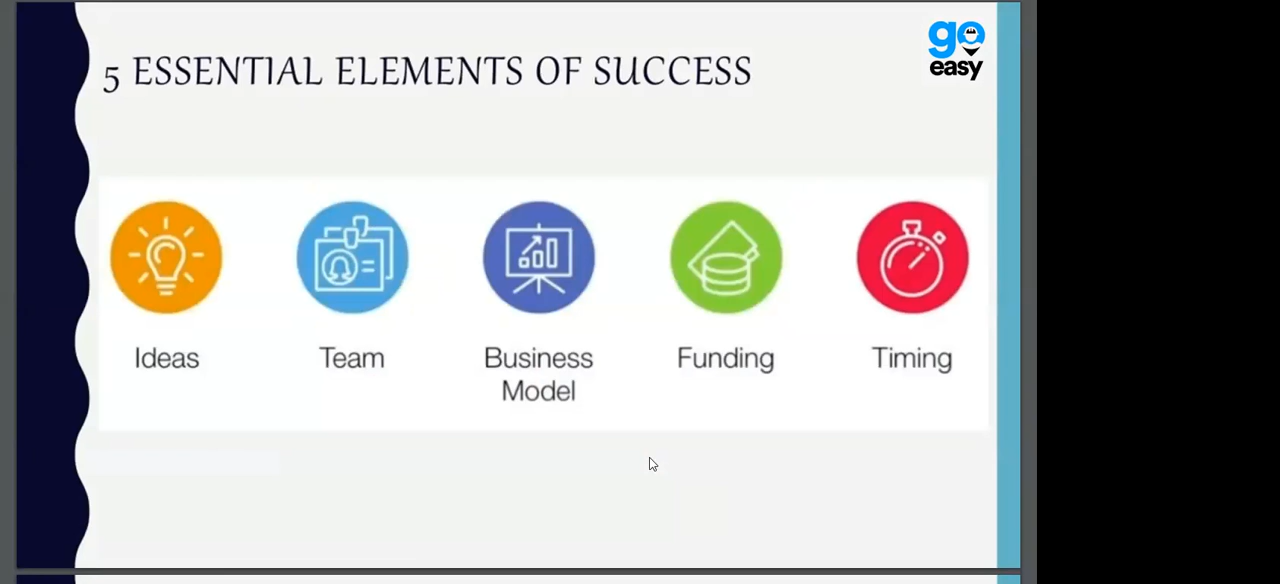 go
easy
5 ESSENTIAL ELEMENTS OF SUCCESS
Ideas
Team
Business
Model
Funding
Timing